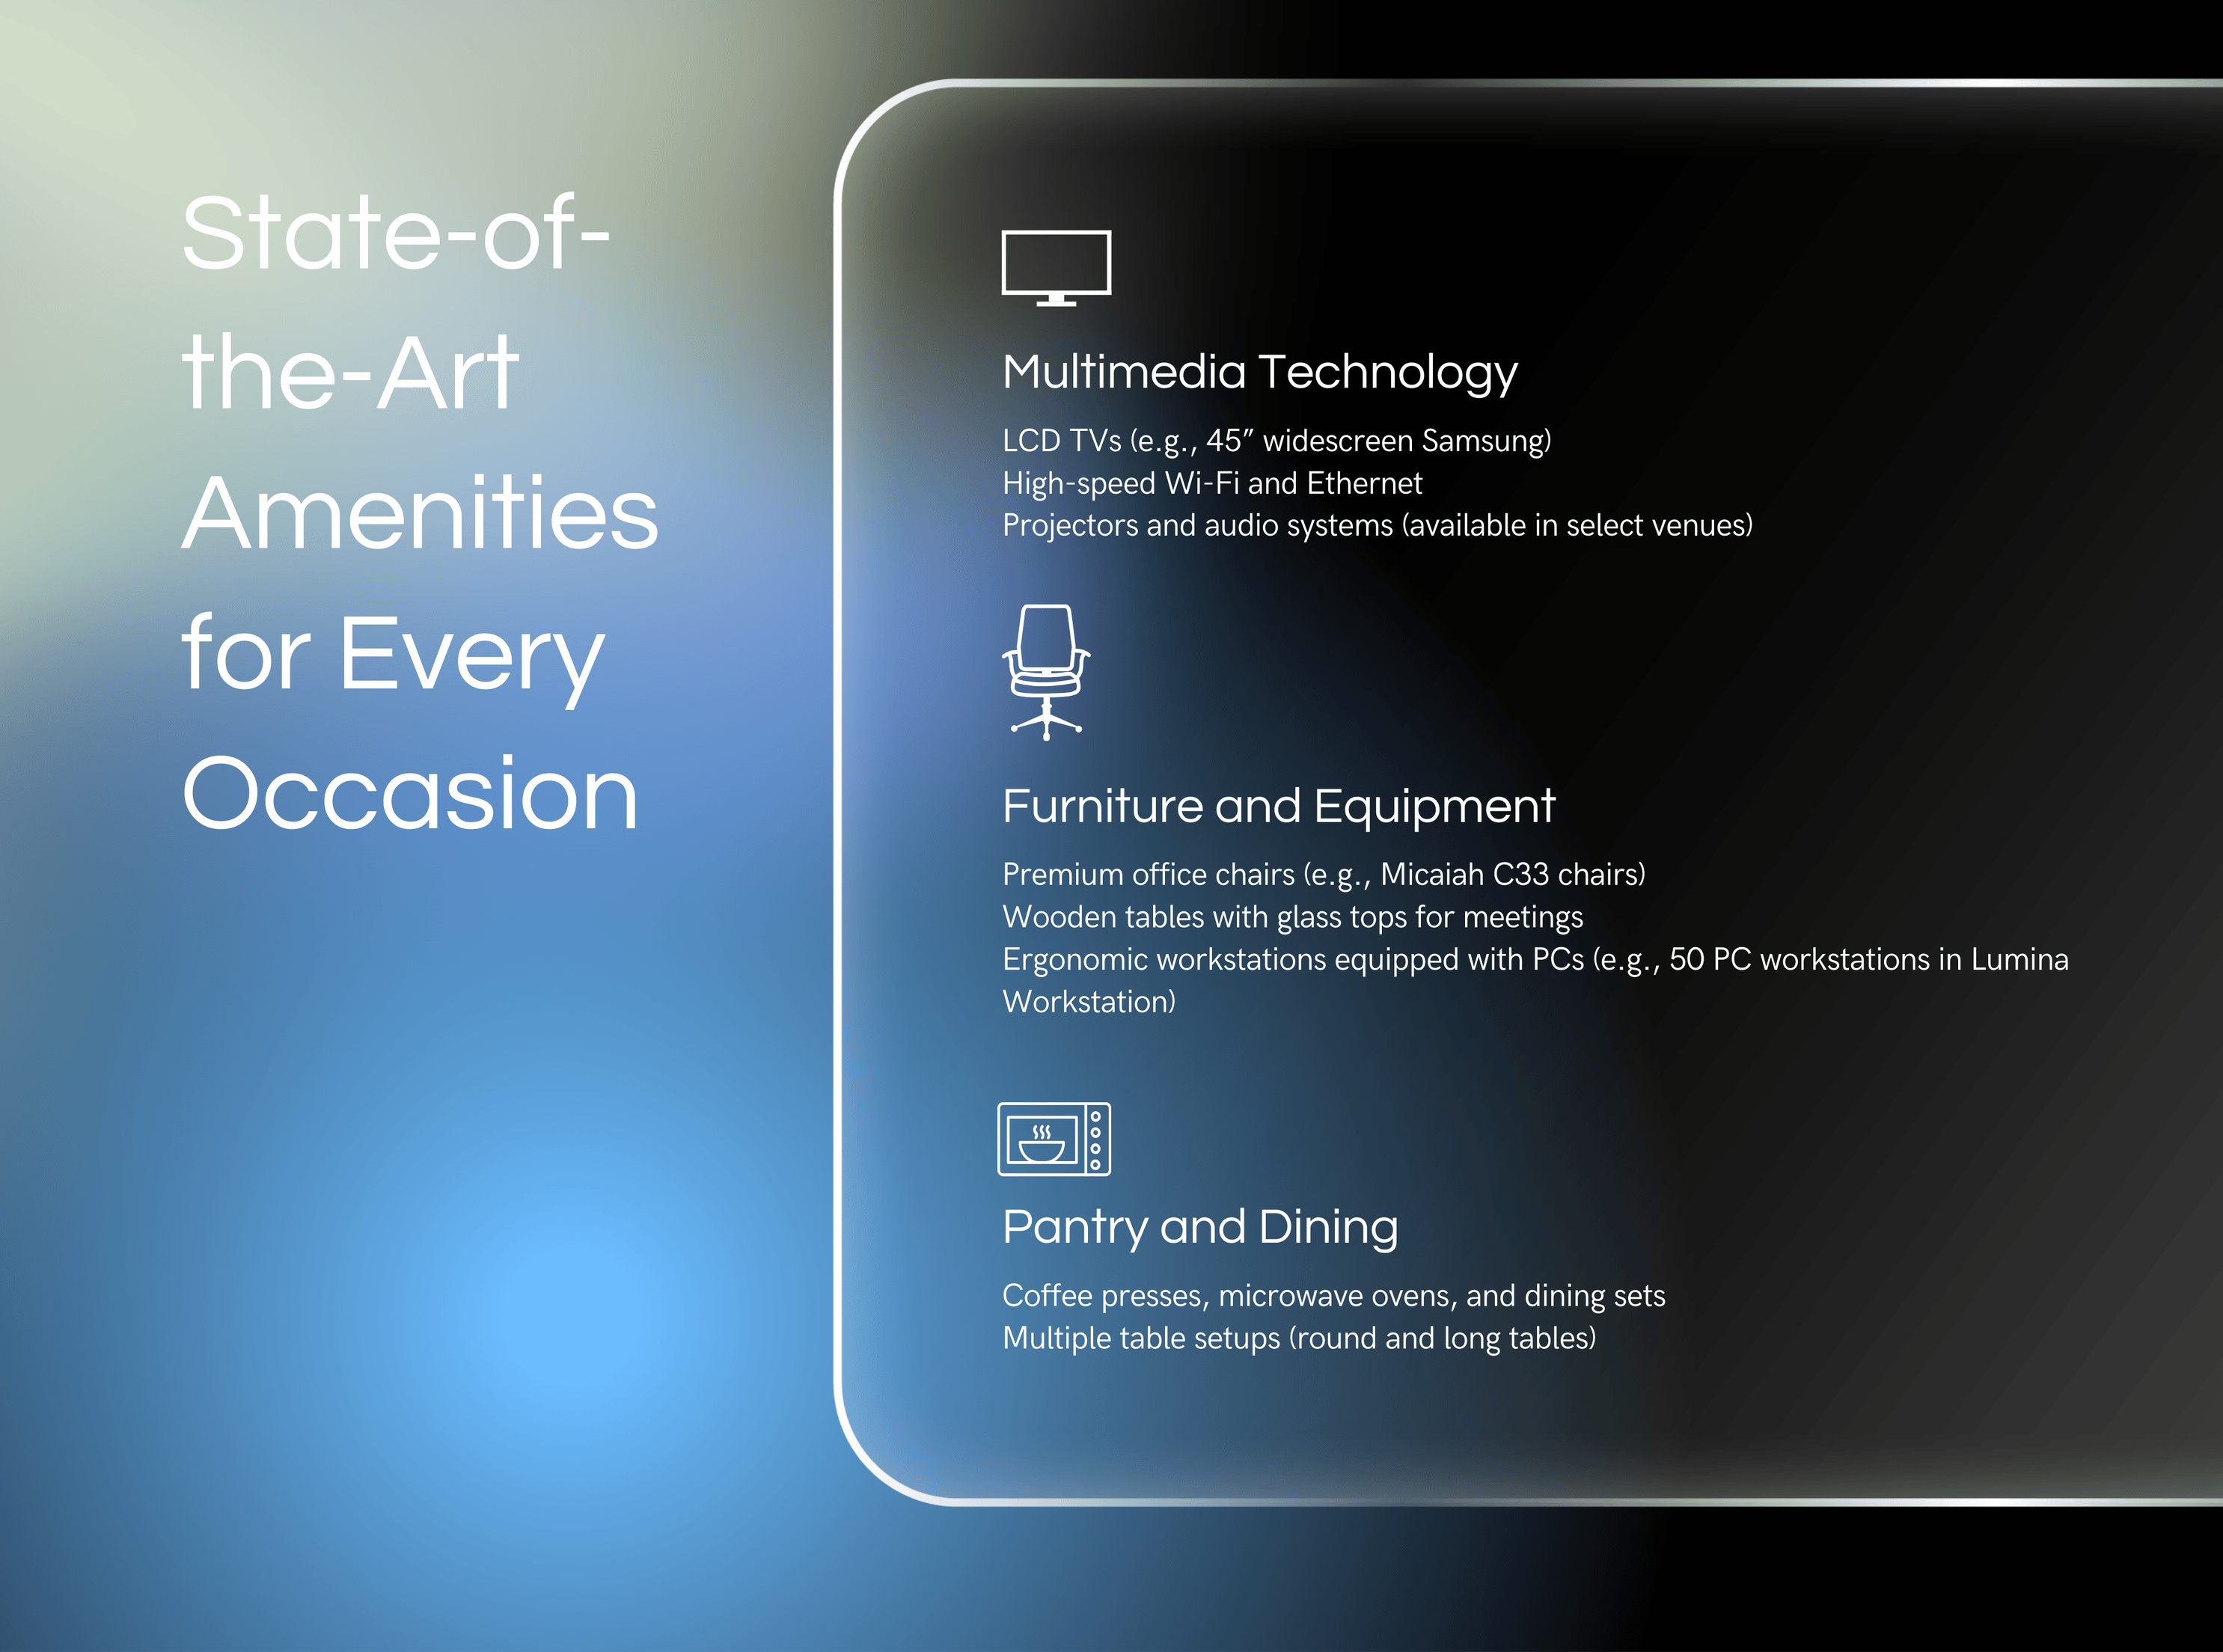 State-of-
the-Art
Amenities
for Every
Occasion
Multimedia Technology
LCD TVs (e.g., 45” widescreen Samsung)
High-speed Wi-Fi and Ethernet
Projectors and audio systems (available in select venues)
Furniture and Equipment
Premium office chairs (e.g., Micaiah C33 chairs)
Wooden tables with glass tops for meetings
Ergonomic workstations equipped with PCs (e.g., 50 PC workstations in Lumina
Workstation)
Pantry and Dining
Coffee presses, microwave ovens, and dining sets
Multiple table setups (round and long tables)